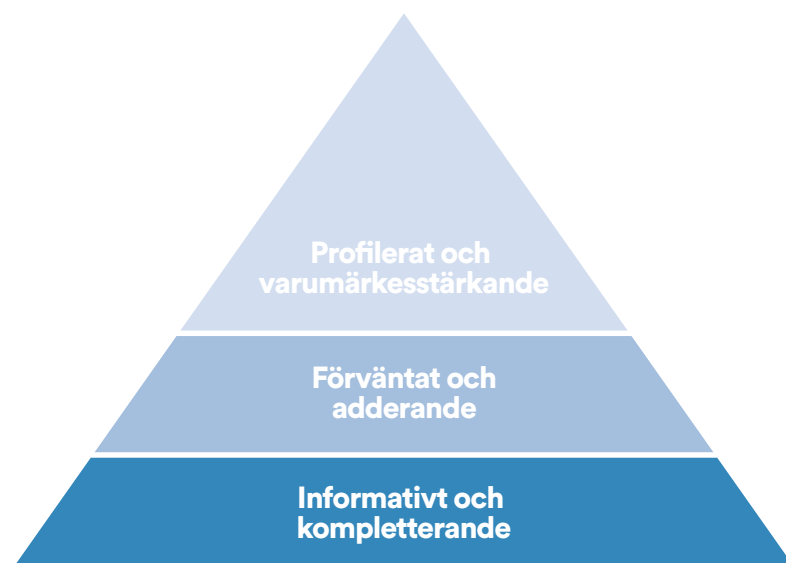 Profilerat och
varumärkesstärkande
Förväntat och
adderande
Informativt och
kompletterande